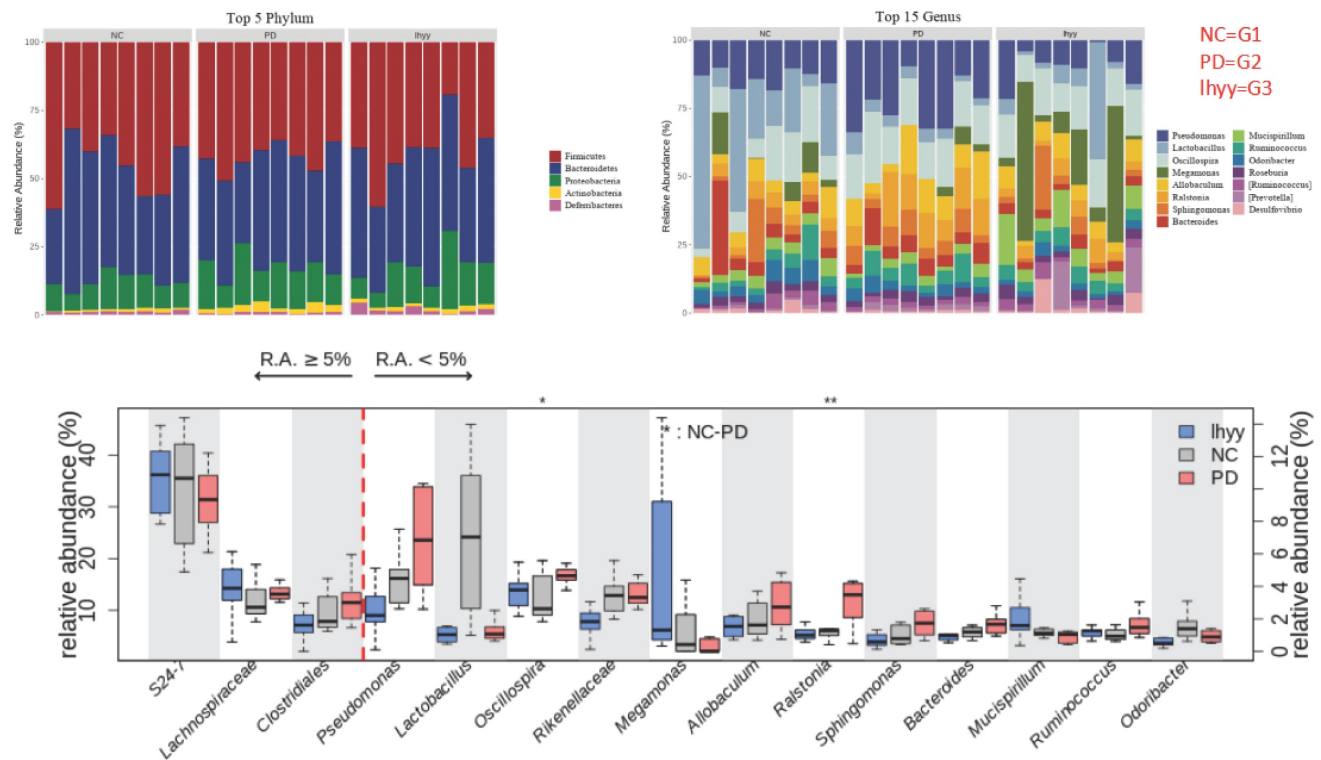 Top 5 Phylum
NC PD lhyy
100
75
50
25
0
Relative Abundance (%)
Firmicutes
Bacteroidetes
Proteobacteria
Actinobacteria
Deferribacteres
Top 15 Genus
NC PD lhyy
100
75
50
25
0
Relative Abundance (%)
NC=G1
PD=G2
lhyy=G3
Pseudomonas
Lactobacillus
Oscillospira
Megamonas
Allobaculum
Ralstonia
Sphingomonas
Bacteroides
Mucispirillum
Ruminococcus
Odoribacter
Roseburia
[Ruminococcus]
[Prevotella]
Desulfovibrio
R.A. ≥ 5% R.A. < 5%
* **
* : NC-PD
lhyy
NC
PD
relative abundance (%)
40
30
20
10
relative abundance (%)
12
8
6
4
2
0
S24-7
Lachnospiraceae
Clostridiales
Pseudomonas
Lactobacillus
Oscillospira
Rikenellaceae
Megamonas
Allobaculum
Ralstonia
Sphingomonas
Bacteroides
Mucispirillum
Ruminococcus
Odoribacter